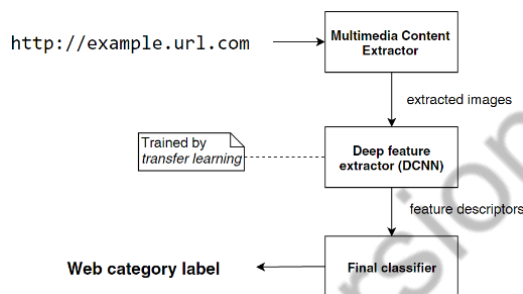 http://example.url.com
Multimedia Content
Extractor
extracted images
Trained by
transfer learning
Deep feature
extractor (DCNN)
feature descriptors
Web category label
Final classifier